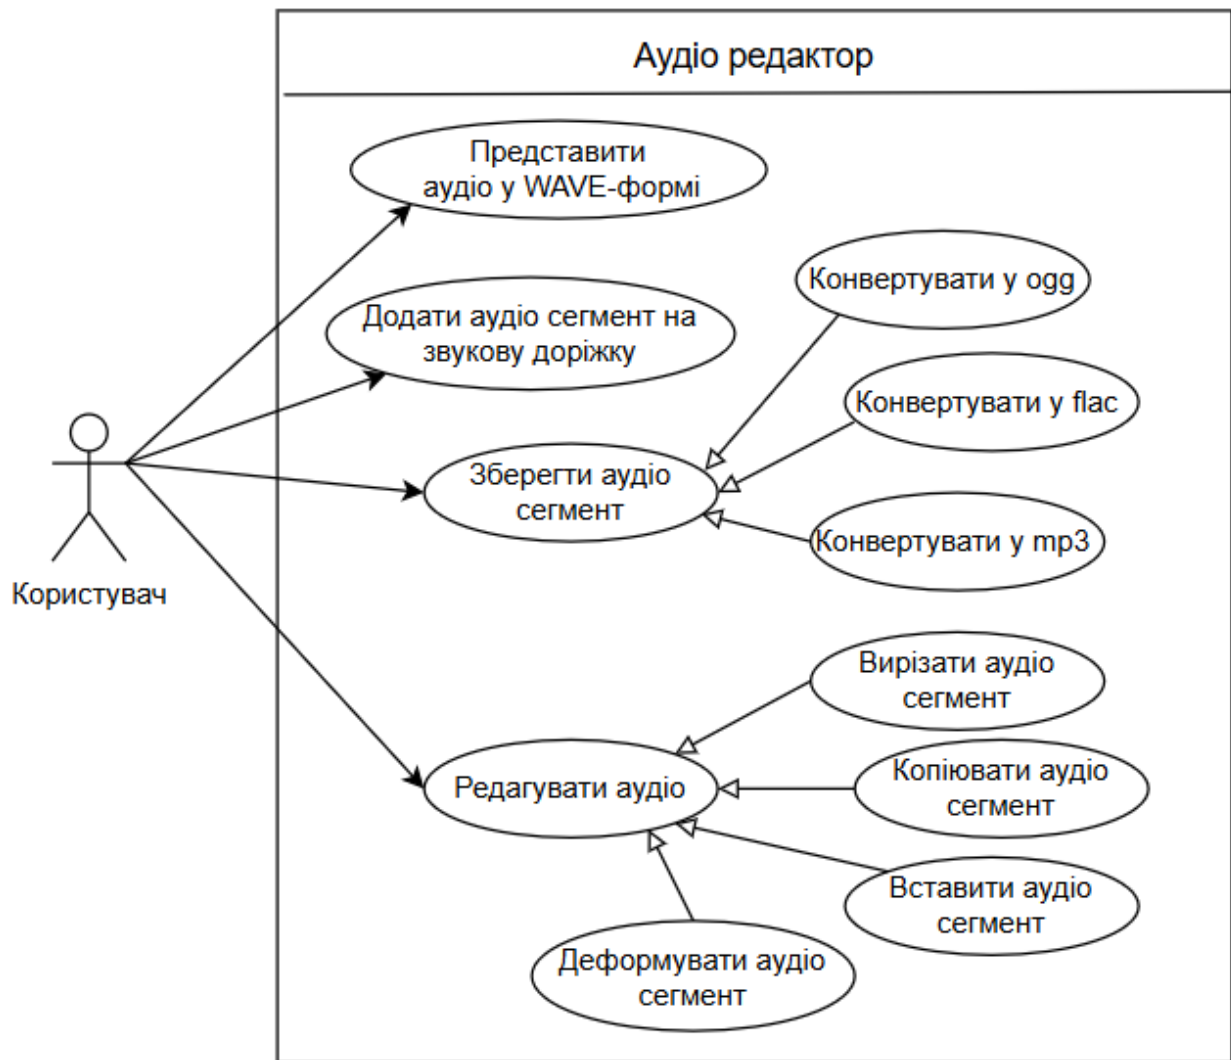 Аудіо редактор
Представити
аудіо у WAVE-формі
Конвертувати у ogg
Додати аудіо сегмент на
звукову доріжку
Конвертувати у flac
Зберегти аудіо
сегмент
Конвертувати у mp3
Користувач
Вирізати аудіо
сегмент
Редагувати аудіо
Копіювати аудіо
сегмент
Вставити аудіо
сегмент
Деформувати аудіо
сегмент